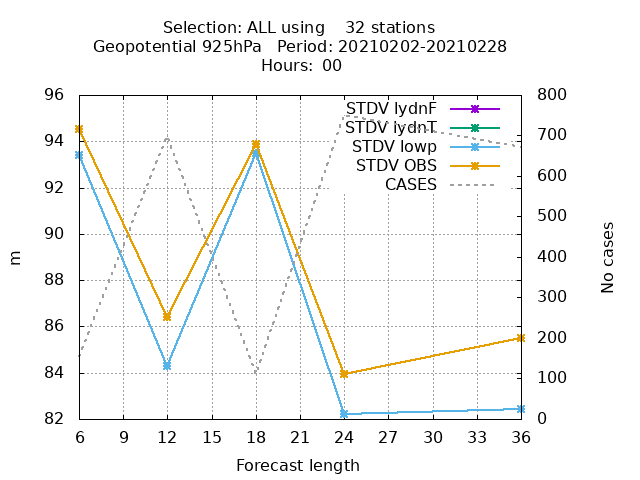 Selection: ALL using    32 stations
Geopotential 925hPa   Period: 20210202-20210228
Hours: 00
96
94
92
90
88
86
84
82
m
800
700
600
500
400
300
200
100
0
No cases
STDV lydnF
STDV lydnT
STDV lowp
STDV OBS
CASES
6 9 12 15 18 21 24 27 30 33 36
Forecast length